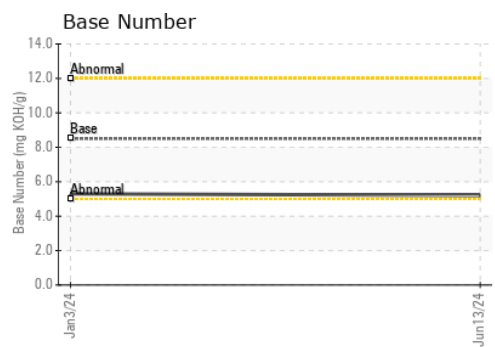 Base Number
14.0
Abnormal
12.0
10.0
Base
8.0
6.0
Abnormal
4.0
2.0
0.0
Base Number (mg KOH/g)
Jan3/24
Jun13/24